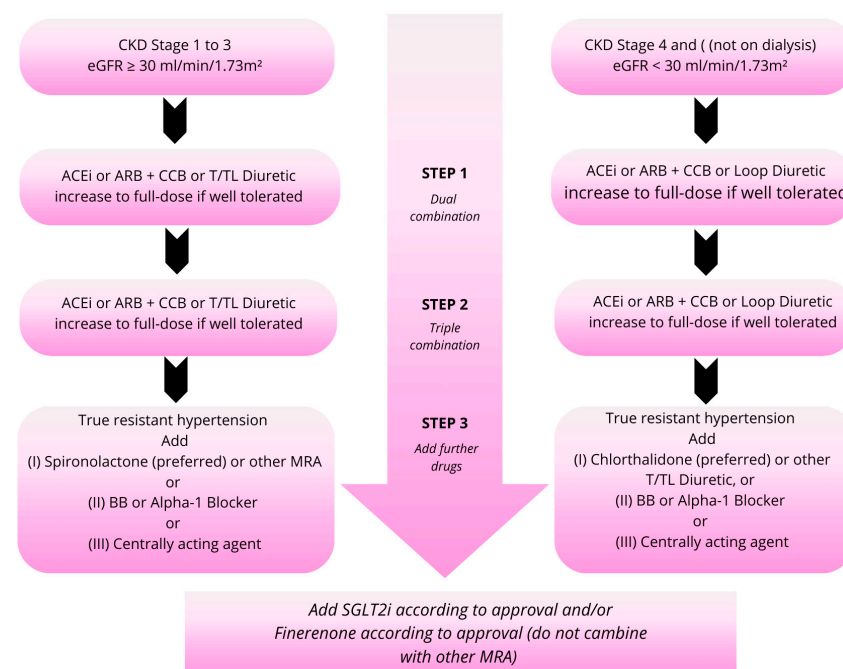 CKD Stage 1 to 3
eGFR ≥ 30 ml/min/1.73m²
ACEi or ARB + CCB or T/TL Diuretic
increase to full-dose if well tolerated
ACEi or ARB + CCB or T/TL Diuretic
increase to full-dose if well tolerated
True resistant hypertension
Add
(I) Spironolactone (preferred) or other MRA
or
(II) BB or Alpha-1 Blocker
or
(III) Centrally acting agent
STEP 1
Dual
combination
STEP 2
Triple
combination
STEP 3
Add further
drugs
CKD Stage 4 and ( (not on dialysis)
eGFR < 30 ml/min/1.73m²
ACEi or ARB + CCB or Loop Diuretic
increase to full-dose if well tolerated
ACEi or ARB + CCB or Loop Diuretic
increase to full-dose if well tolerated
True resistant hypertension
Add
(I) Chlorthalidone (preferred) or other
T/TL Diuretic, or
(II) BB or Alpha-1 Blocker
or
(III) Centrally acting agent
Add SGLT2i according to approval and/or
Finerenone according to approval (do not cambine
with other MRA)